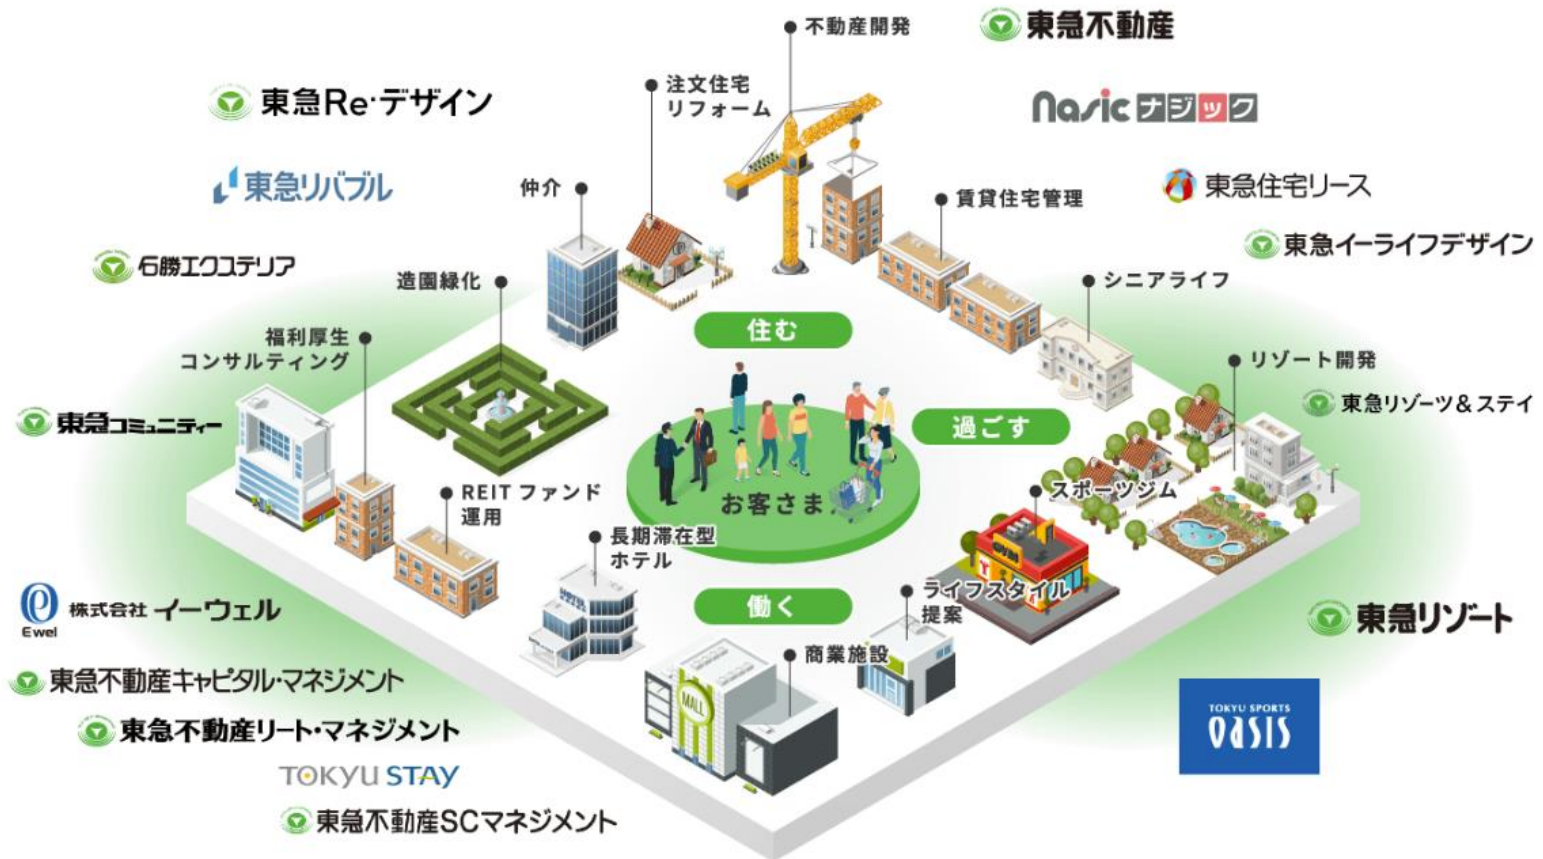 不動産開発
東急不動産
注文住宅
リフォーム
東急Re・デザイン
nasic ナジック
仲介
東急リバブル
賃貸住宅管理
東急住宅リース
東急イーライフデザイン
石勝エクステリア
造園緑化
シニアライフ
福利厚生
コンサルティング
住む
リゾート開発
東急リゾーツ＆ステイ
東急コミュニティー
過ごす
REIT ファンド
運用
お客さま
スポーツジム
GYM
長期滞在型
ホテル
HOTEL
働く
ライフスタイル
提案
商業施設
MALL
Ewel
株式会社 イーウェル
東急リゾート
東急不動産キャピタル・マネジメント
東急不動産リート・マネジメント
TOKYU SPORTS
OASIS
TOKYU STAY
東急不動産SCマネジメント